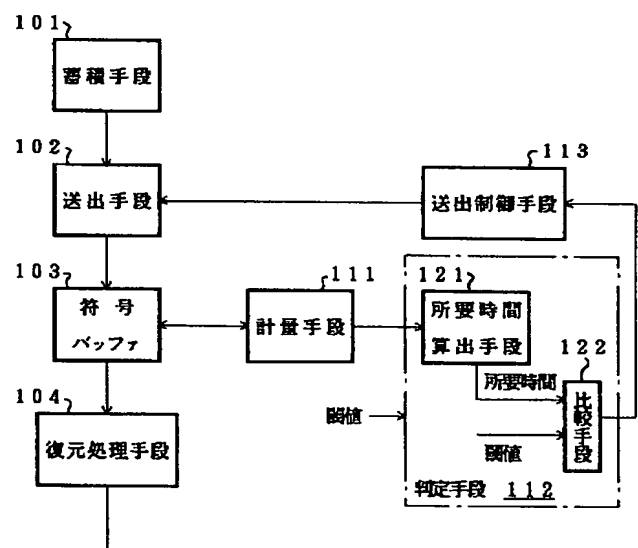 101
蓄積手段
102
送出手段
113
送出制御手段
103
符号
バッファ
111
計量手段
121
所要時間
算出手段
122
所要時間
比較手段
閾値
閾値
104
復元処理手段
判定手段 112